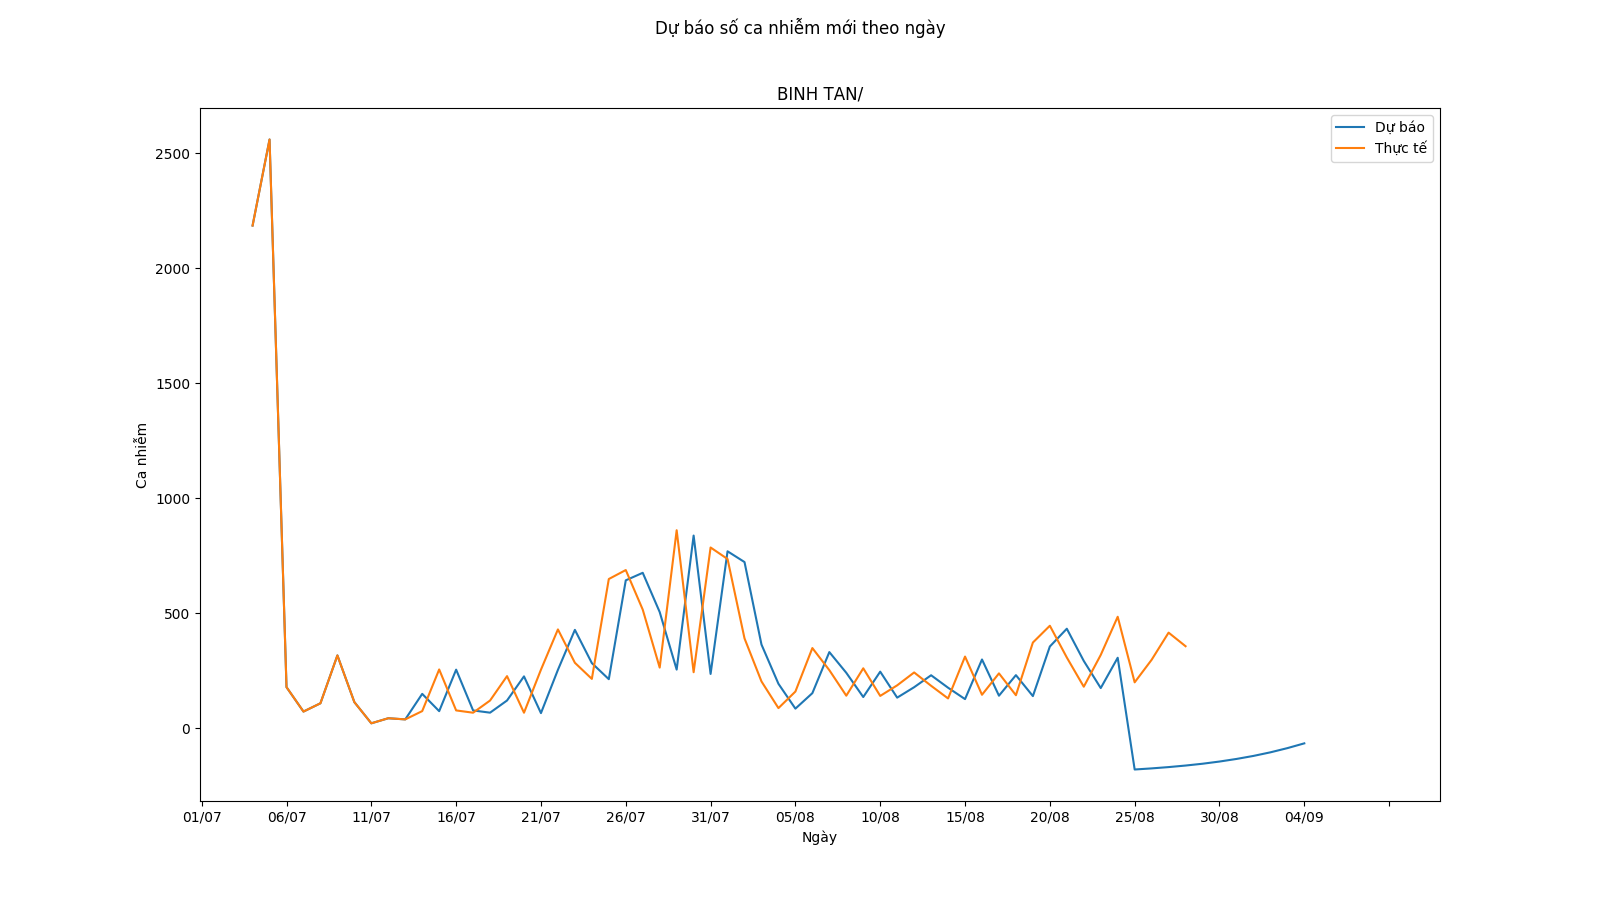 Dự báo số ca nhiễm mới theo ngày
BINH TAN/
Dự báo
Thực tế
2500
2000
1500
1000
500
0
Ca nhiễm
01/07 06/07 11/07 16/07 21/07 26/07 31/07 05/08 10/08 15/08 20/08 25/08 30/08 04/09
Ngày